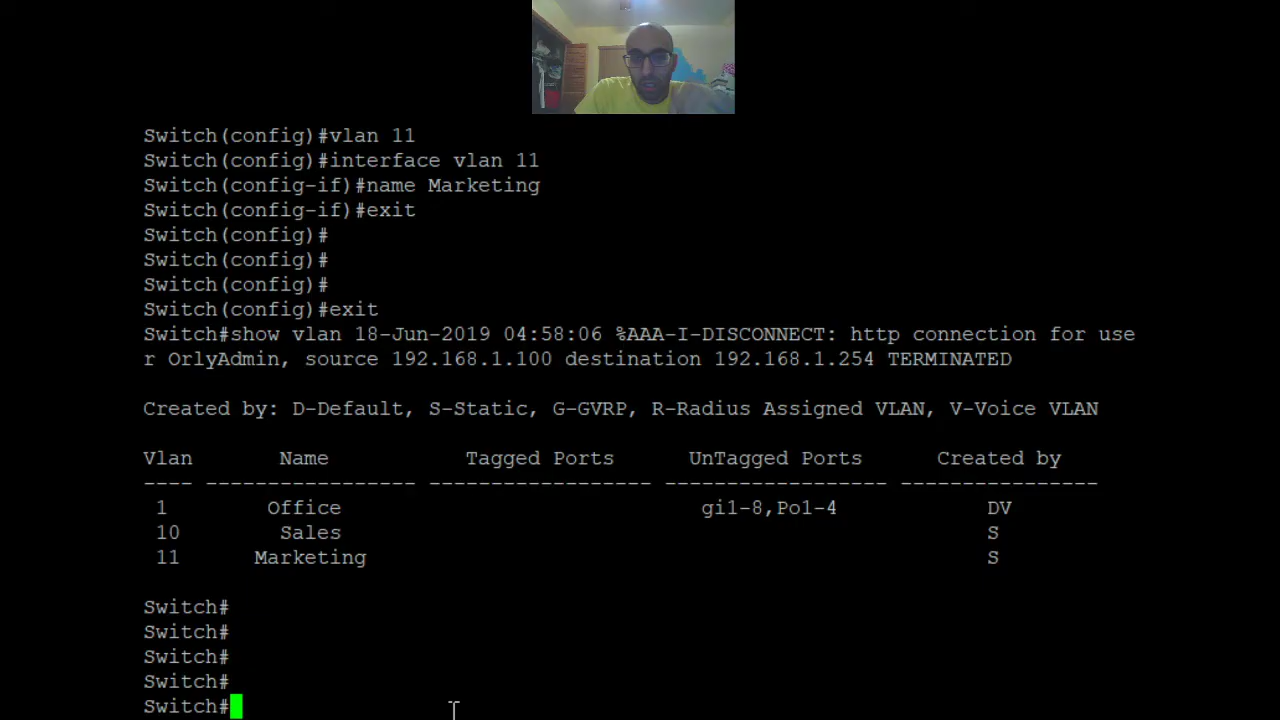 Switch(config)#vlan 11
Switch(config)#interface vlan 11
Switch(config-if)#name Marketing
Switch(config-if)#exit
Switch(config)#
Switch(config)#
Switch(config)#
Switch(config)#exit
Switch#show vlan 18-Jun-2019 04:58:06 %AAA-I-DISCONNECT: http connection for use
r OrlyAdmin, source 192.168.1.100 destination 192.168.1.254 TERMINATED
Created by: D-Default, S-Static, G-GVRP, R-Radius Assigned VLAN, V-Voice VLAN
Vlan Name Tagged Ports UnTagged Ports Created by
---- ----------------- ------------------ ------------------ ----------------
1 Office gi1-8,Po1-4 DV
10 Sales S
11 Marketing S
Switch#
Switch#
Switch#
Switch#
Switch#